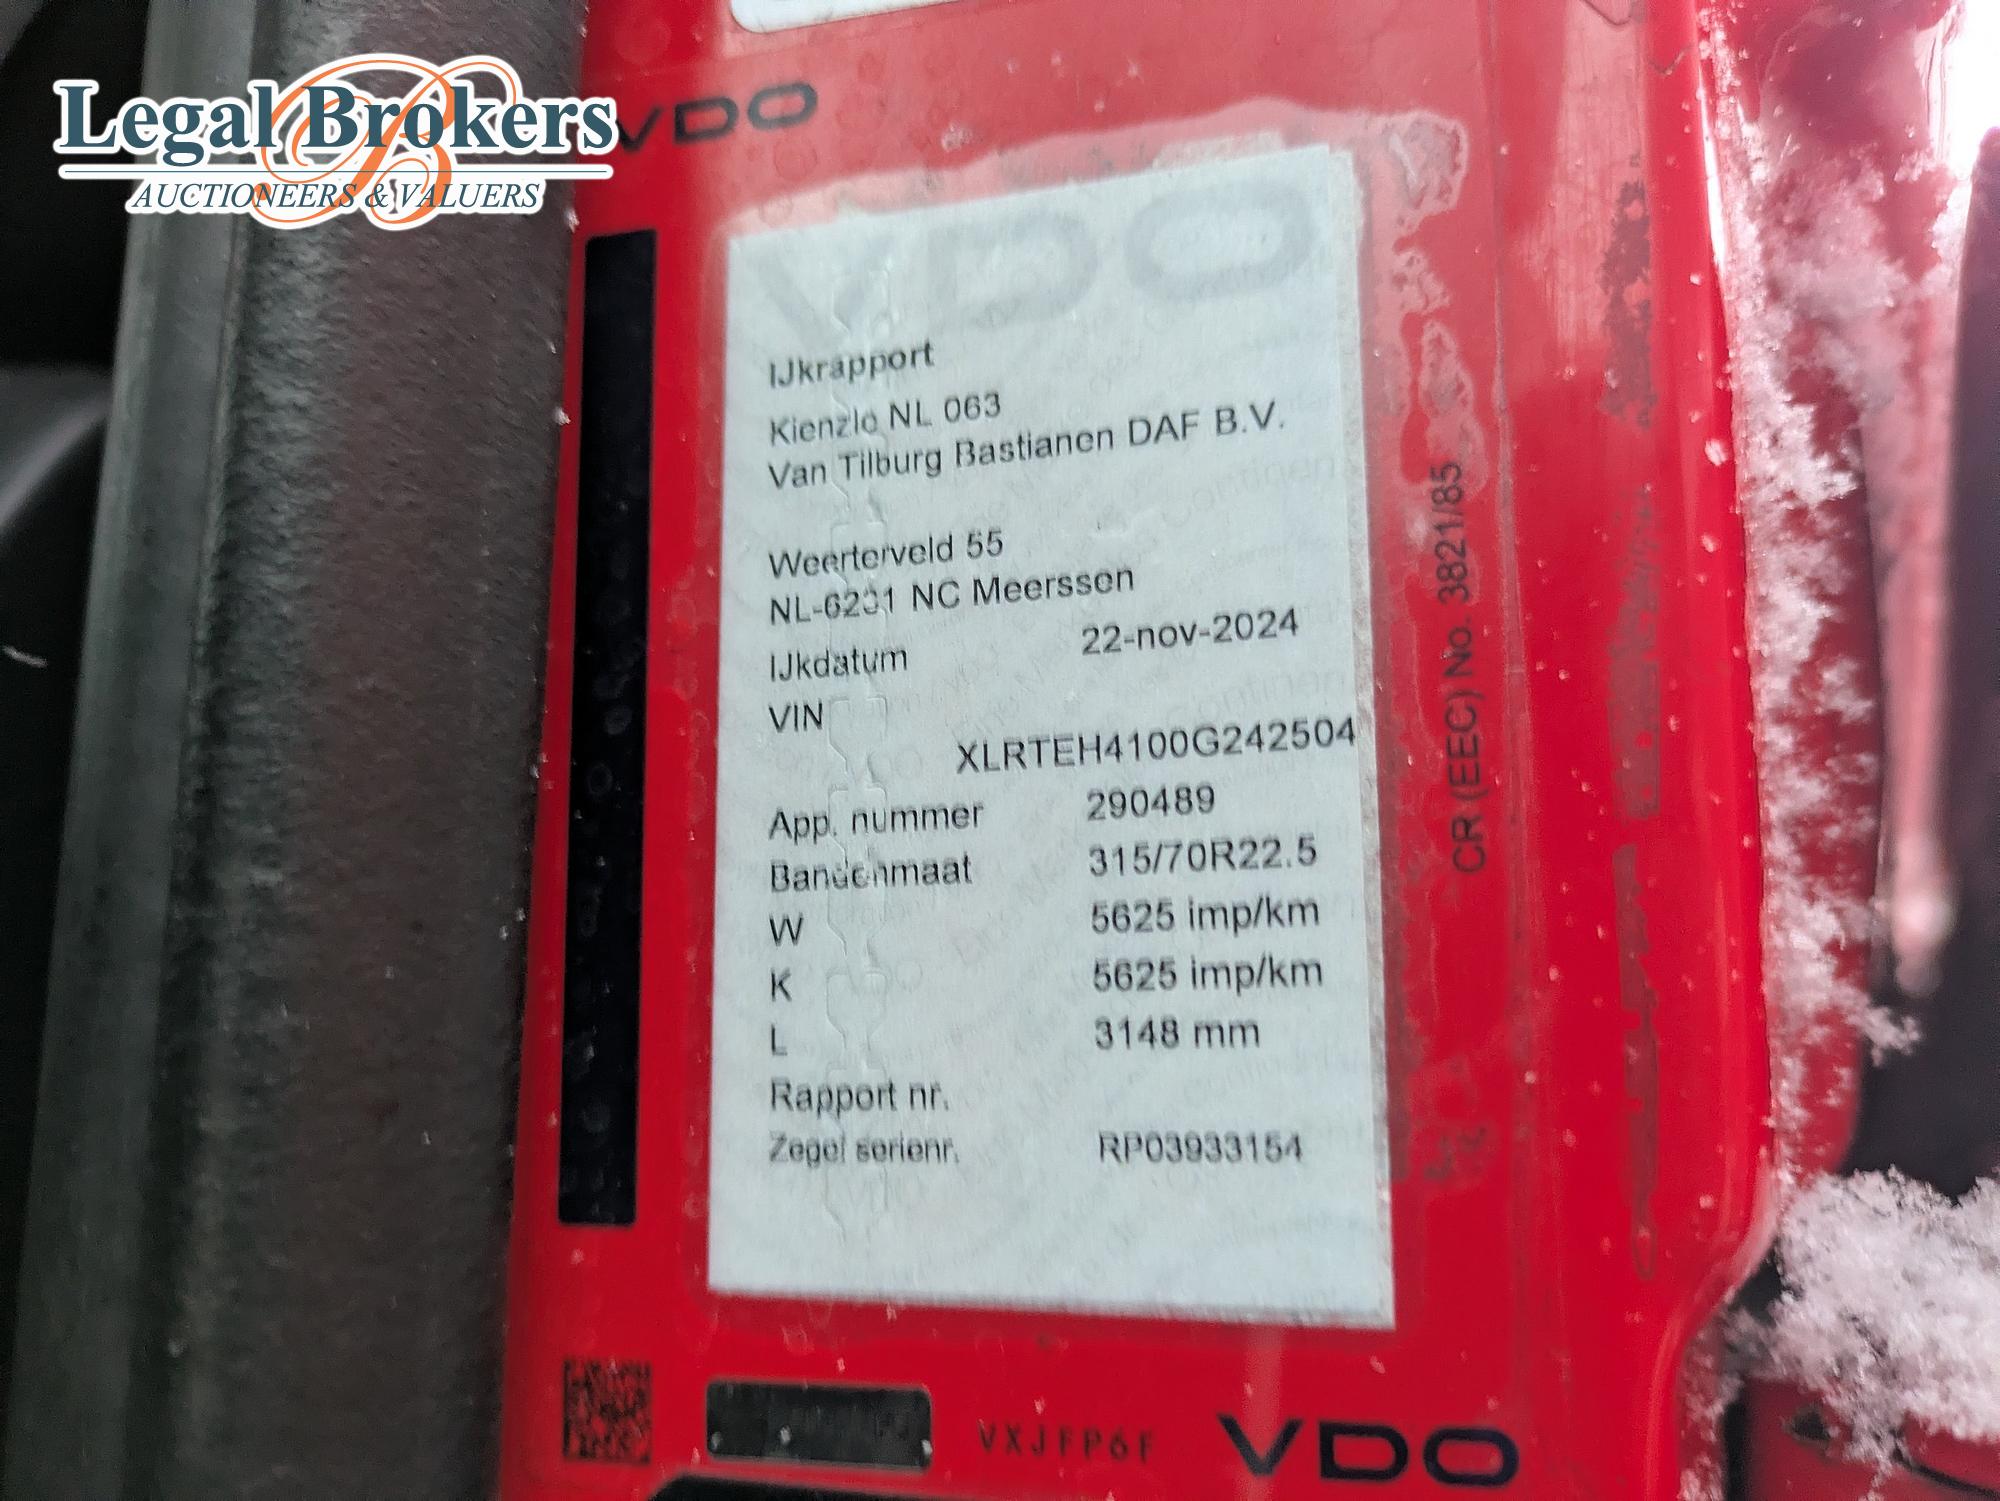 Legal Brokers
AUCTIONEERS & VALUERS
VDO
VDO
IJkrapport
Kienzle NL 063
Van Tilburg Bastianen DAF B.V.
Weerterveld 55
NL-6231 NC Meerssen
IJkdatum 22-nov-2024
VIN
XLRTEH4100G242504
App. nummer 290489
Bandenmaat 315/70R22.5
W 5625 imp/km
K 5625 imp/km
L 3148 mm
Rapport nr.
Zegel serienr. RP03933154
CR (EEC) No. 3821/85
VXJFP6F
VDO